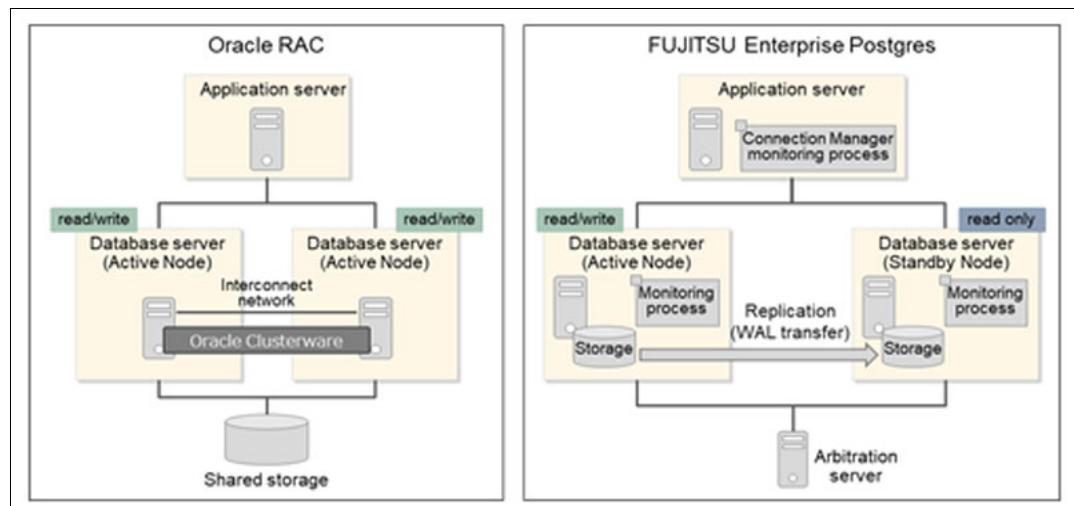 Oracle RAC
Application server
read/write
read/write
Database server
(Active Node)
Database server
(Active Node)
Interconnect
network
Oracle Clusterware
Shared storage
FUJITSU Enterprise Postgres
Application server
Connection Manager
monitoring process
read/write
read only
Database server
(Active Node)
Monitoring
process
Storage
Replication
(WAL transfer)
Database server
(Standby Node)
Monitoring
process
Storage
Arbitration
server